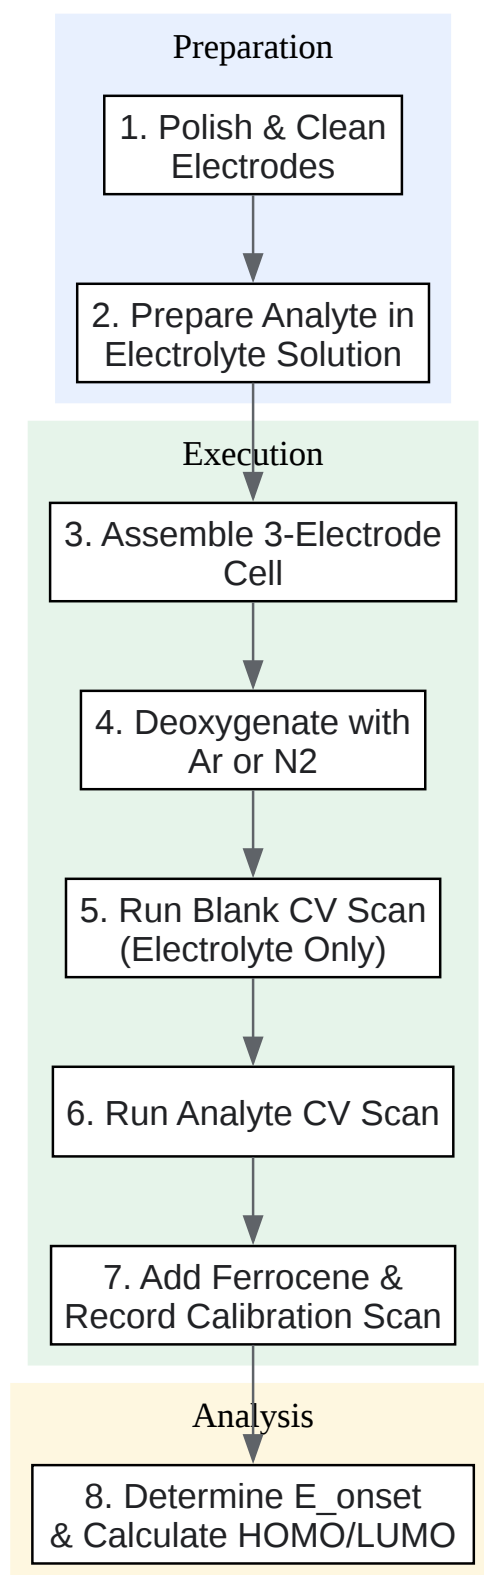 Preparation
1. Polish & Clean
Electrodes
2. Prepare Analyte in
Electrolyte Solution
Execution
3. Assemble 3-Electrode
Cell
4. Deoxygenate with
Ar or N2
5. Run Blank CV Scan
(Electrolyte Only)
6. Run Analyte CV Scan
7. Add Ferrocene &
Record Calibration Scan
Analysis
8. Determine E_onset
& Calculate HOMO/LUMO